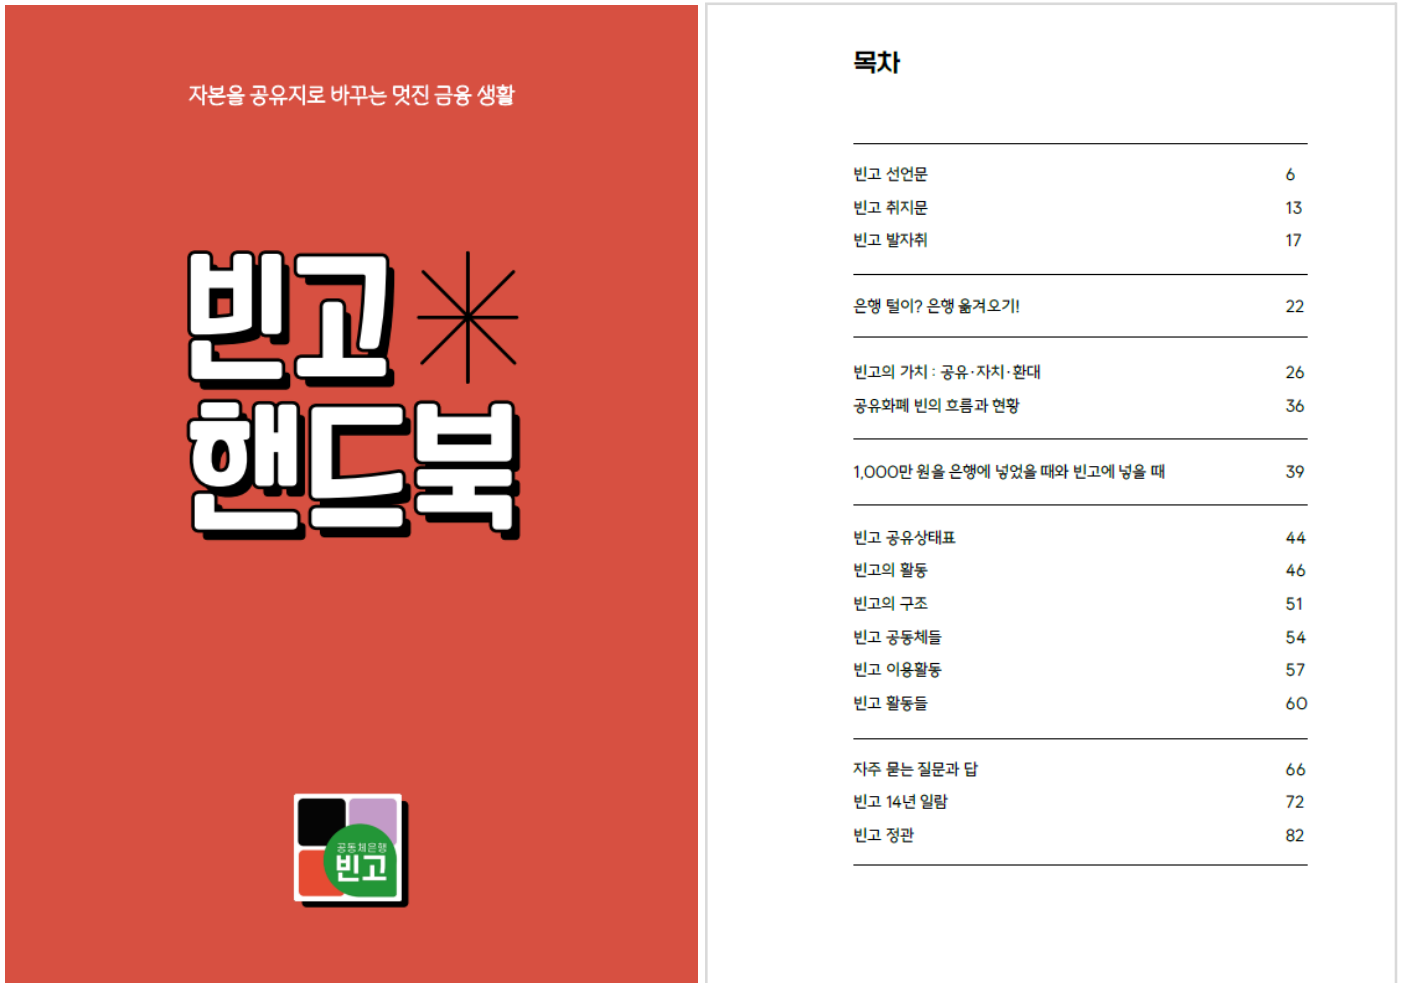 자본을 공유지로 바꾸는 멋진 금융 생활
빈고
핸드북
공동체은행
빈고
목차
빈고 선언문 6
빈고 취지문 13
빈고 발자취 17
은행 털이? 은행 옮겨오기! 22
빈고의 가치 : 공유·자치·환대 26
공유화폐 빈의 흐름과 현황 36
1,000만 원을 은행에 넣었을 때와 빈고에 넣을 때 39
빈고 공유상태표 44
빈고의 활동 46
빈고의 구조 51
빈고 공동체들 54
빈고 이용활동 57
빈고 활동들 60
자주 묻는 질문과 답 66
빈고 14년 일람 72
빈고 정관 82